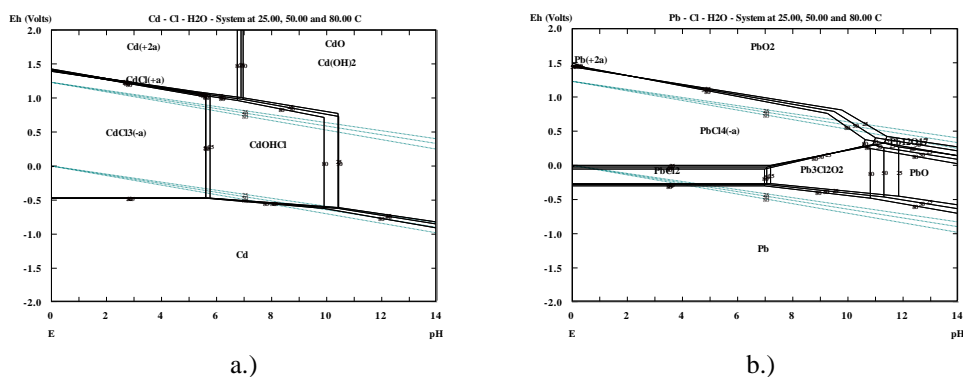 Eh (Volts) Cd - Cl - H2O - System at 25.00, 50.00 and 80.00 C
2.0
1.5
1.0
0.5
0.0
-0.5
-1.0
-1.5
-2.0
Cd(+2a)
CdO
Cd(OH)2
CdCl(+a)
CdCl3(-a)
CdOHCl
Cd
0 2 4 6 8 10 12 14
E pH
a.)
Eh (Volts) Pb - Cl - H2O - System at 25.00, 50.00 and 80.00 C
2.0
1.5
1.0
0.5
0.0
-0.5
-1.0
-1.5
-2.0
PbO2
Pb(+2a)
PbCl4(-a)
PbCl2
Pb3Cl2O2
PbO
Pb
0 2 4 6 8 10 12 14
E pH
b.)